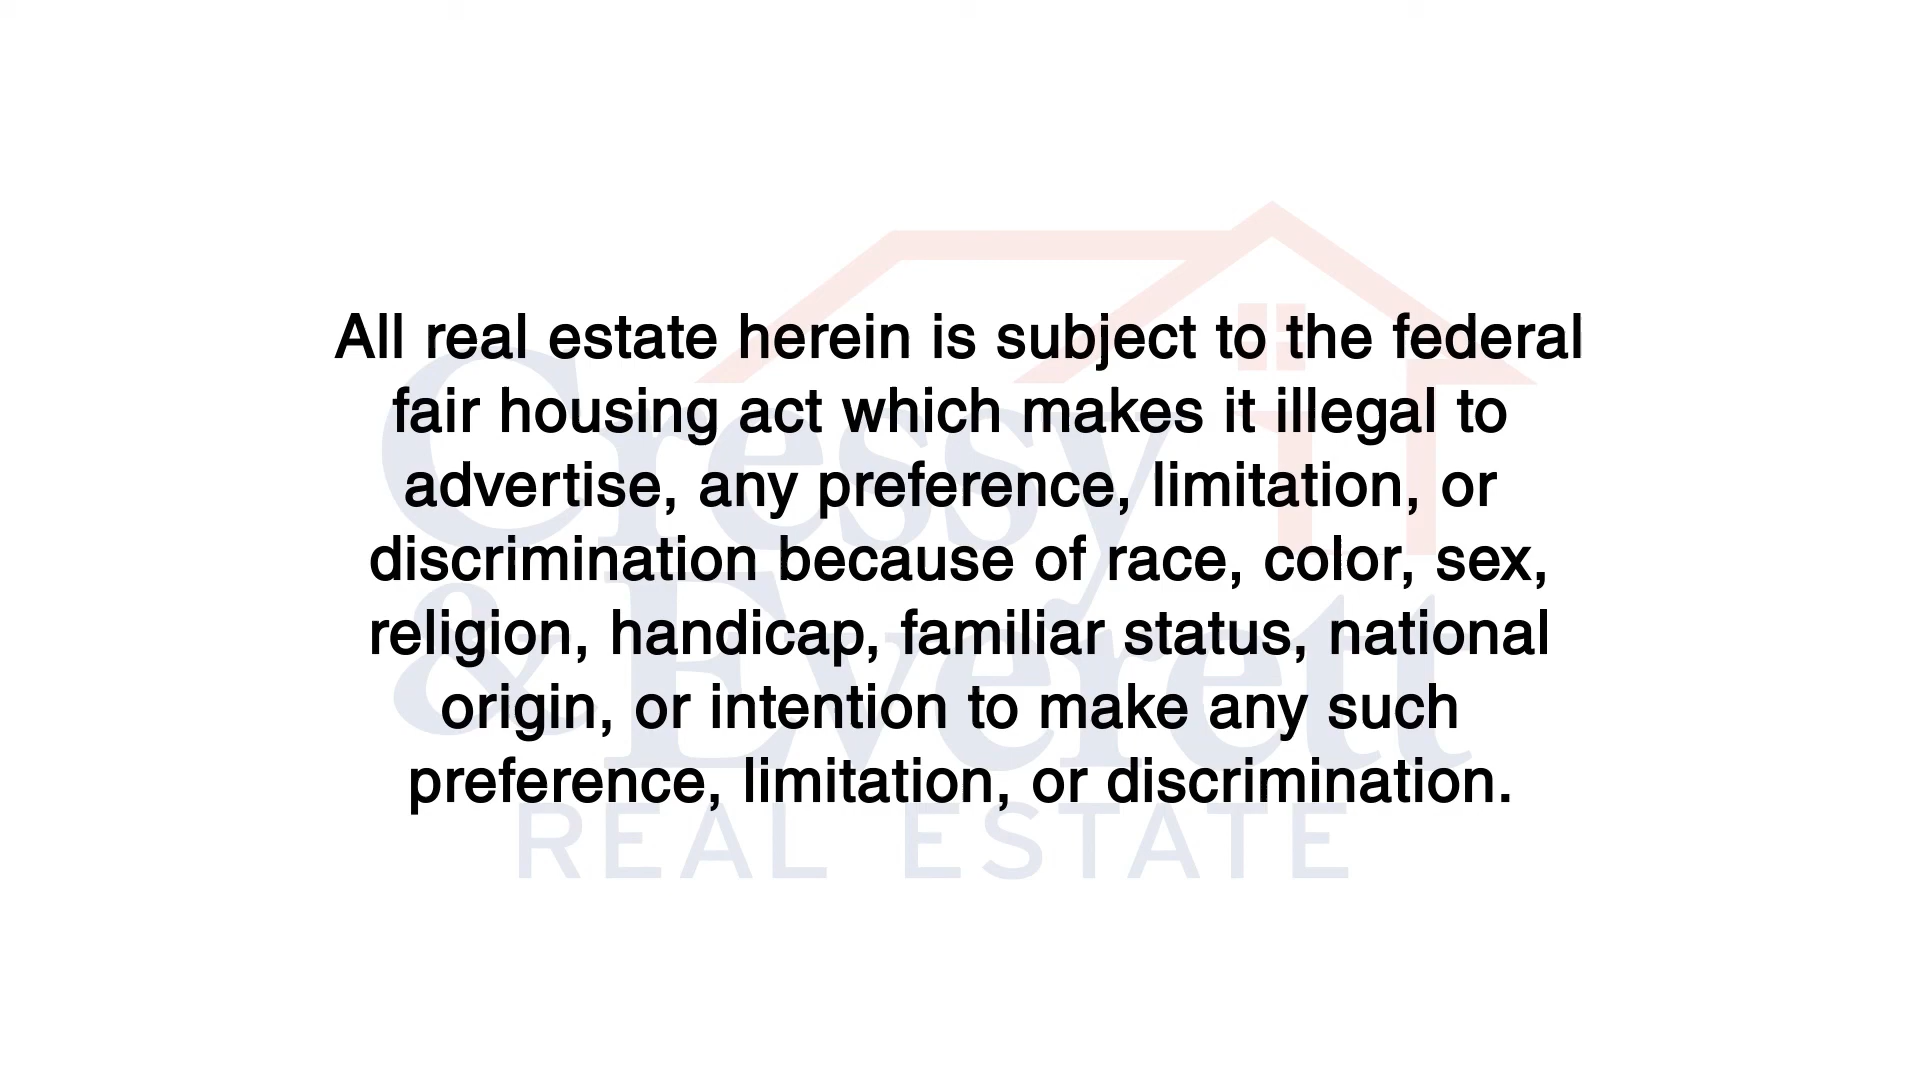 All real estate herein is subject to the federal
fair housing act which makes it illegal to
advertise, any preference, limitation, or
discrimination because of race, color, sex,
religion, handicap, familiar status, national
origin, or intention to make any such
preference, limitation, or discrimination.
Cressy
& Everett
REAL ESTATE